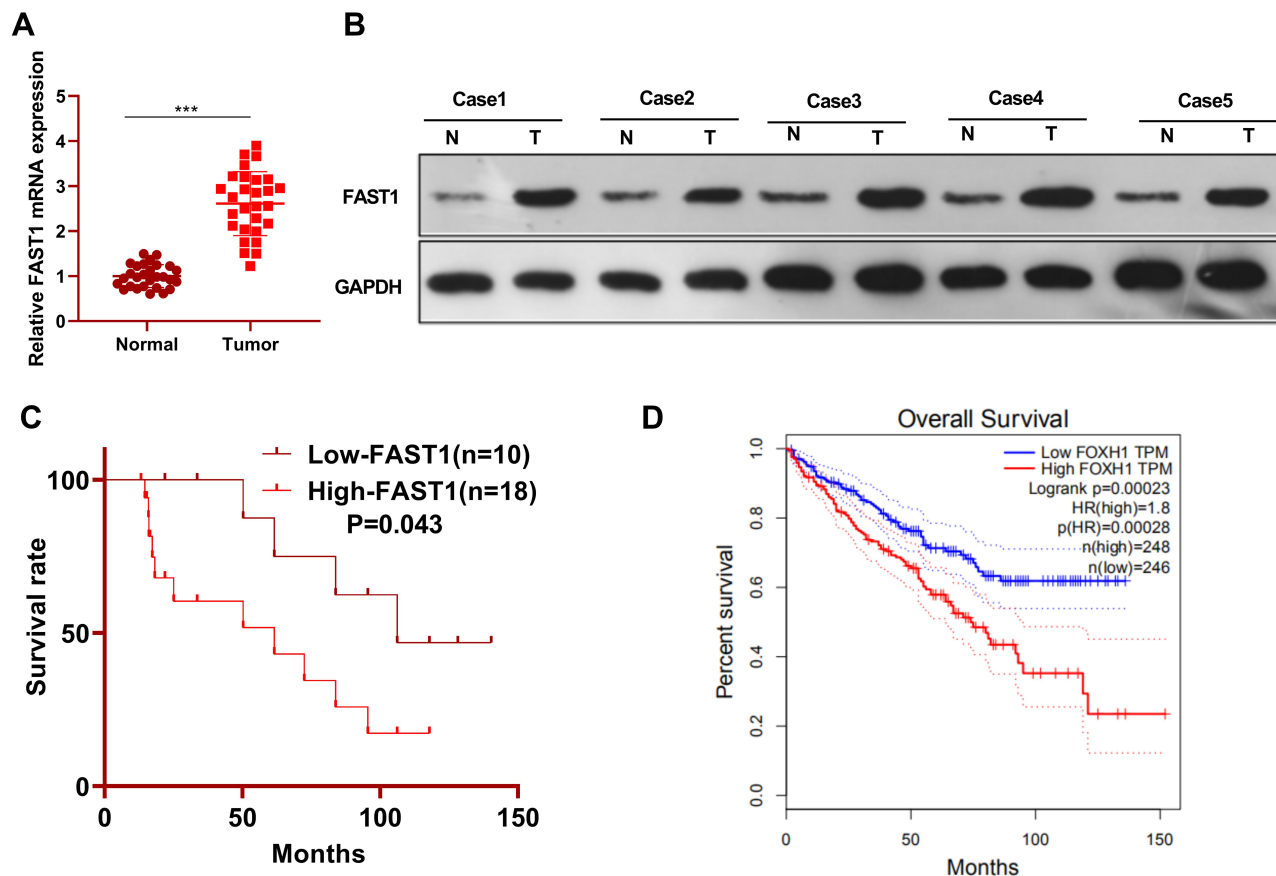 A
Relative FAST1 mRNA expression
5
4
3
2
1
0
***
Normal
Tumor
B
Case1
Case2
Case3
Case4
Case5
N
T
N
T
N
T
N
T
N
T
FAST1
GAPDH
C
Survival rate
100
50
0
Low-FAST1(n=10)
High-FAST1(n=18)
P=0.043
0
50
100
150
Months
D
Overall Survival
Percent survival
1.0
0.8
0.6
0.4
0.2
0.0
Low FOXH1 TPM
High FOXH1 TPM
Logrank p=0.00023
HR(high)=1.8
p(HR)=0.00028
n(high)=248
n(low)=246
0
50
100
150
Months